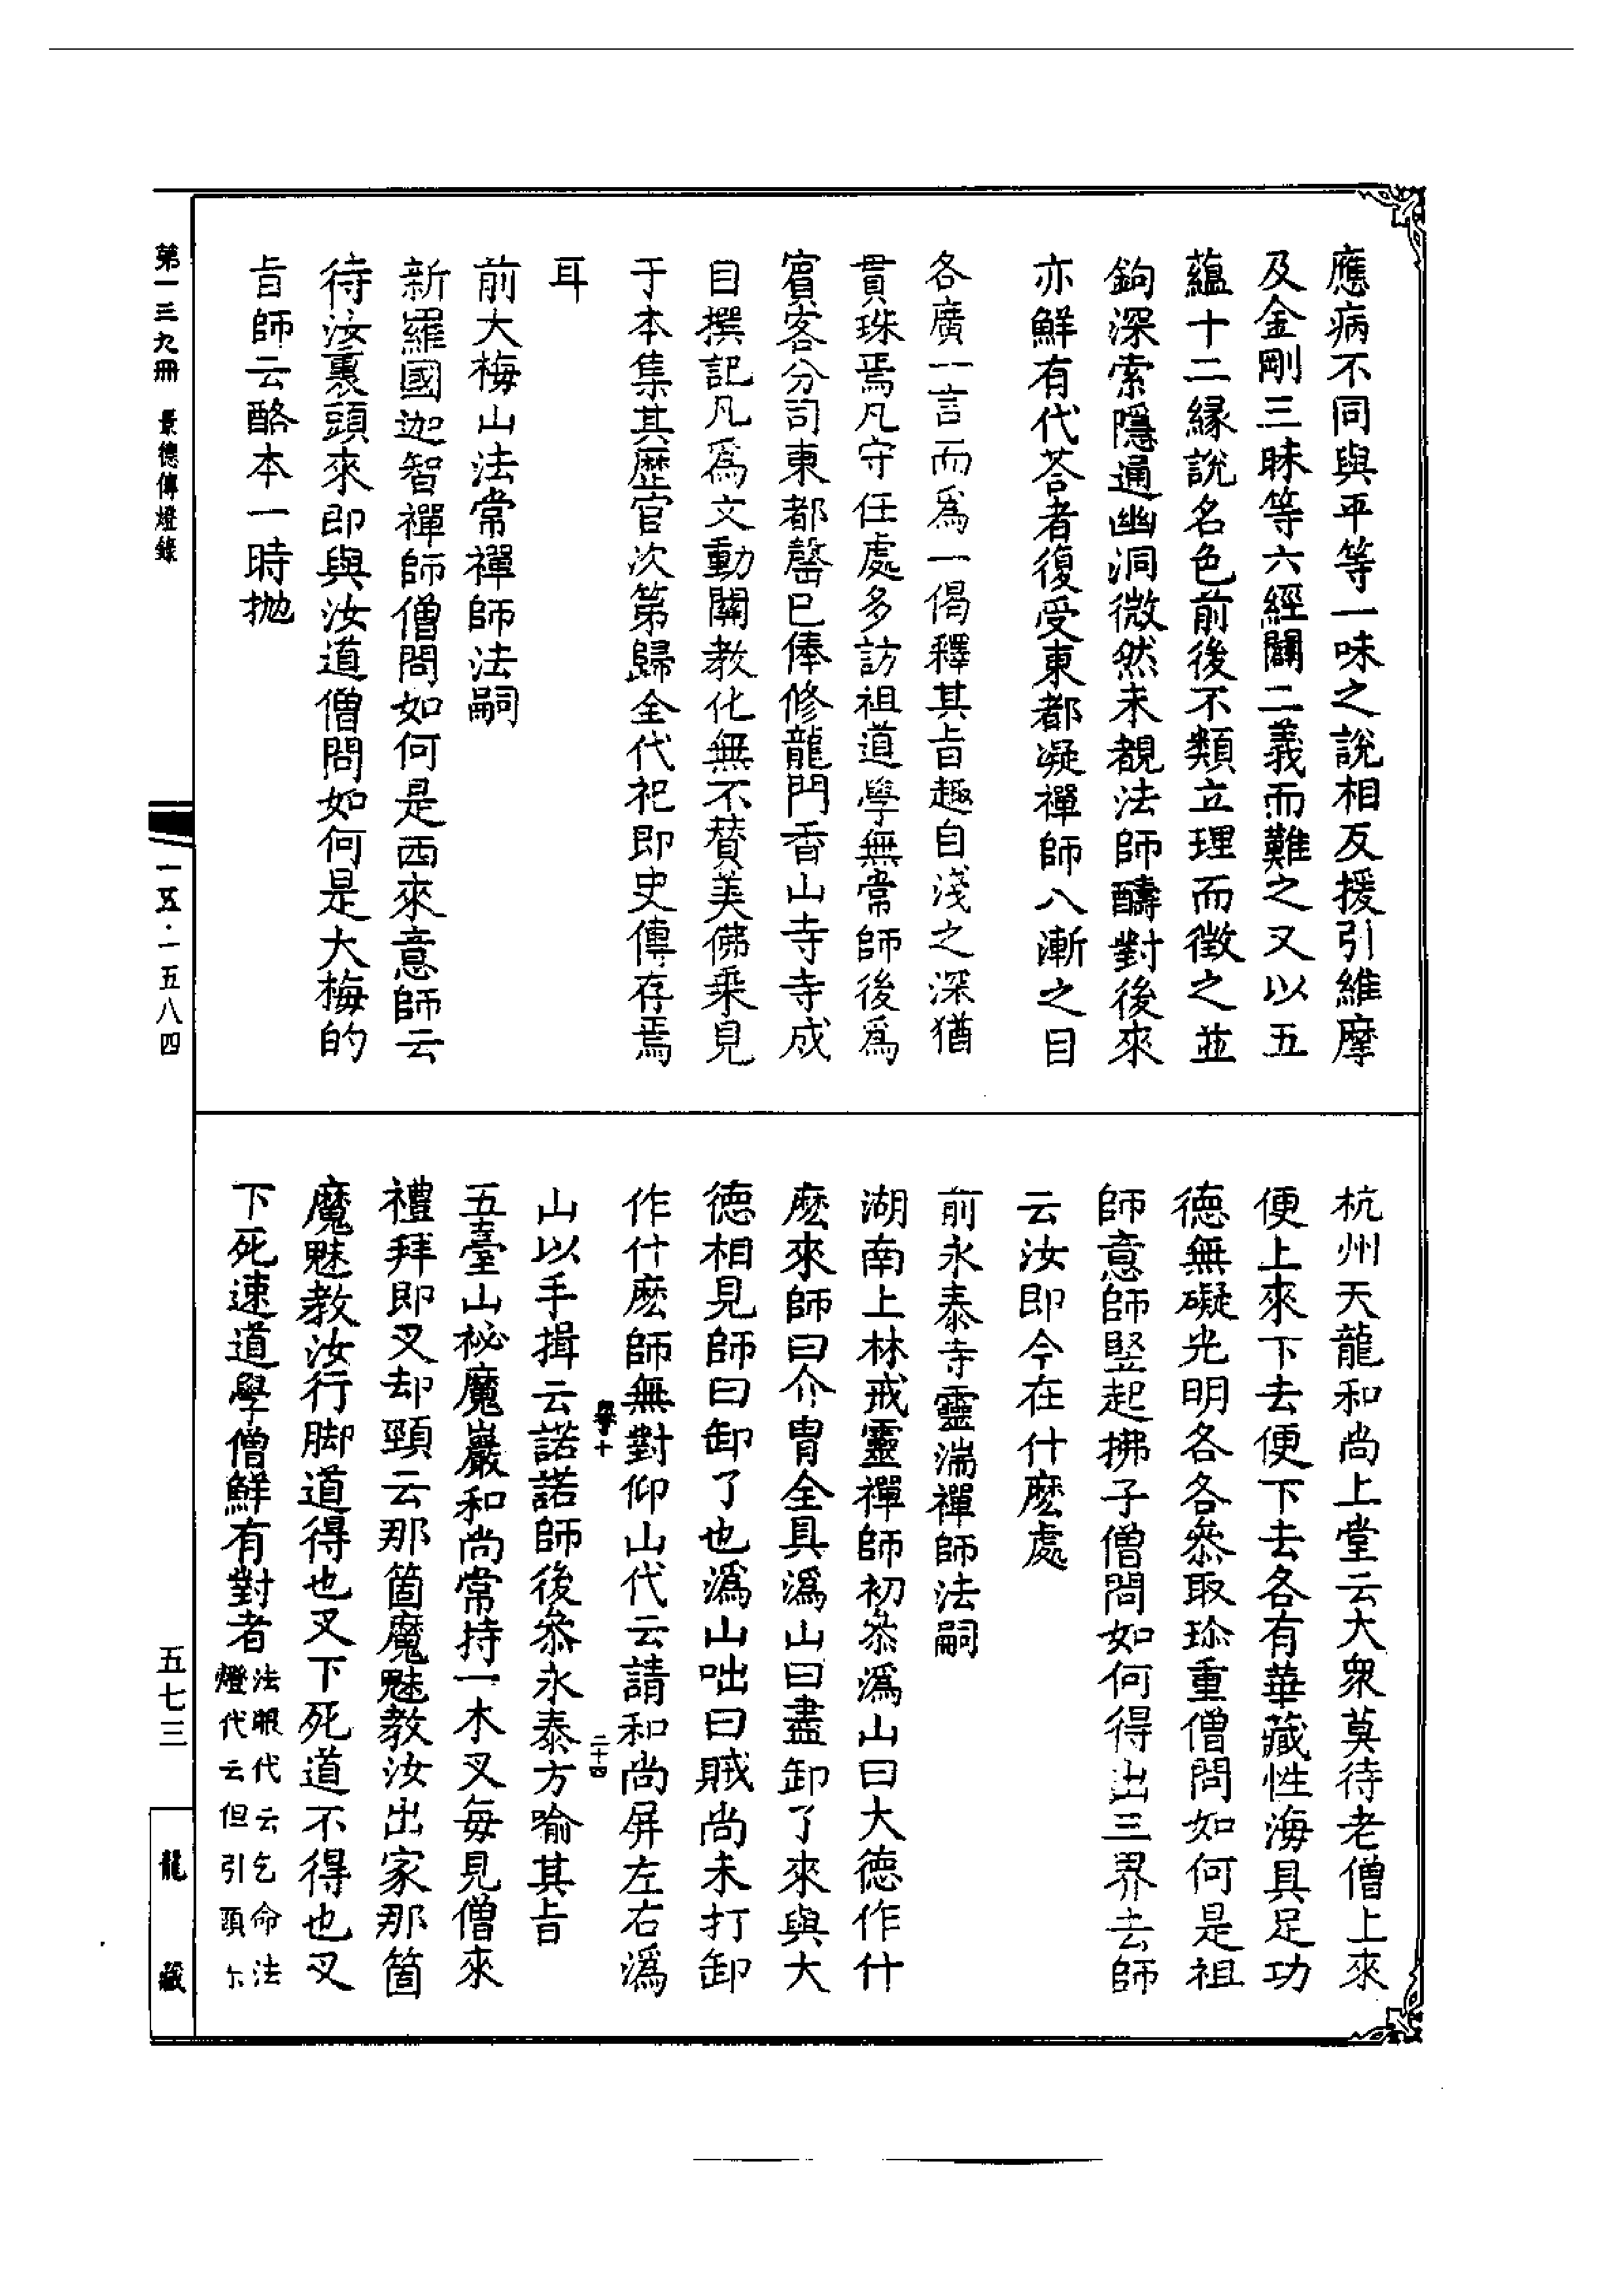 應病不同與平等一味之說相反援引維摩
及金剛三昧等六經闢二義而難之又以五
蘊十二緣說名色前後不類立理而徵之並
鉤深索隱通幽洞微然未覩法師疇對後來
亦鮮有代荅者復受東都凝禪師八漸之目
各廣一言而爲一偈釋其旨趣自淺之深猶
貫珠焉凡守任處多訪祖道學無常師後爲
賓客分司東都罄己俸修龍門香山寺寺成
自撰記凡爲文動關教化無不贊美佛乘見
于本集其歷官次第歸全代祀即史傳存焉
耳
前大梅山法常禪師法嗣
新羅國迦智禪師僧問如何是西來意師云
待汝裏頭來即與汝道僧問如何是大梅的
旨師云酪本一時抛
杭州天龍和尚上堂云大衆莫待老僧上來
便上來下去便下去各有華藏性海具足功
德無礙光明各各叅取珍重僧問如何是祖
師意師竪起拂子僧問如何得出三界去師
云汝即今在什麽處
前永泰寺靈湍禪師法嗣
湖南上林戒靈禪師初叅潙山曰大德作什
麽來師曰介胄全具潙山曰盡卸了來與大
德相見師曰卸了也潙山咄曰賊尚未打卸
作什麽師無對仰山代云請和尚屏左右潙
二十四
山以手揖云諾諾師後叅永泰方喻其旨
五臺山祕魔巖和尚常持一木叉每見僧來
禮拜即叉却頸云那箇魔魅教汝出家那箇
魔魅教汝行脚道得也叉下死道不得也叉
下死速道學僧鮮有對者法眼代云乞命法
燈代云但引頭
第一三九冊 景德傳燈錄
一五·一五八四
五七三
龍藏